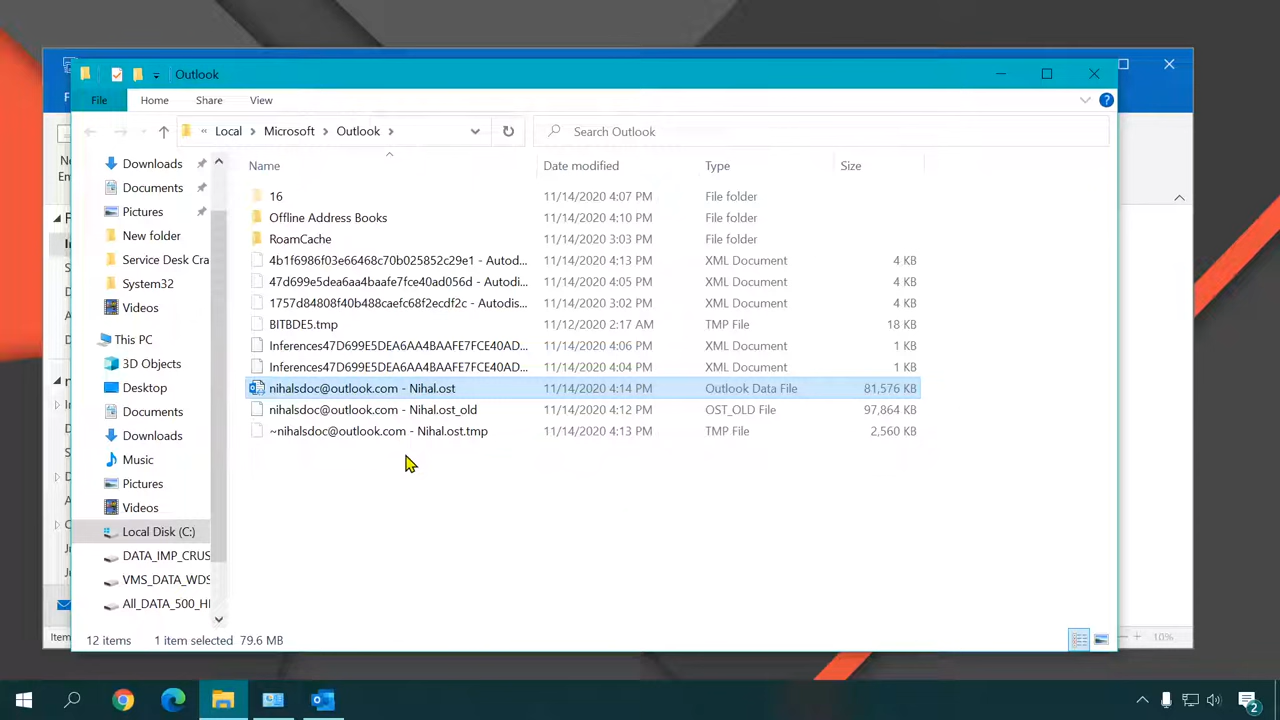 Outlook
File Home Share View
« Local > Microsoft > Outlook >
Search Outlook
Name Date modified Type Size
16 11/14/2020 4:07 PM File folder
Offline Address Books 11/14/2020 4:10 PM File folder
RoamCache 11/14/2020 3:03 PM File folder
4b1f6986f03e66468c70b025852c29e1 - Autod... 11/14/2020 4:13 PM XML Document 4 KB
47d699e5dea6aa4baafe7fce40ad056d - Autodi... 11/14/2020 4:05 PM XML Document 4 KB
1757d84808f40b488caefc68f2ecdf2c - Autodis... 11/14/2020 3:02 PM XML Document 4 KB
BITBDE5.tmp 11/12/2020 2:17 AM TMP File 18 KB
Inferences47D699E5DEA6AA4BAAFE7FCE40AD... 11/14/2020 4:06 PM XML Document 1 KB
Inferences47D699E5DEA6AA4BAAFE7FCE40AD... 11/14/2020 4:04 PM XML Document 1 KB
nihalsdoc@outlook.com - Nihal.ost 11/14/2020 4:14 PM Outlook Data File 81,576 KB
nihalsdoc@outlook.com - Nihal.ost_old 11/14/2020 4:12 PM OST_OLD File 97,864 KB
~nihalsdoc@outlook.com - Nihal.ost.tmp 11/14/2020 4:13 PM TMP File 2,560 KB
Downloads
Documents
Pictures
New folder
Service Desk Cra
System32
Videos
This PC
3D Objects
Desktop
Documents
Downloads
Music
Pictures
Videos
Local Disk (C:)
DATA_IMP_CRUS
VMS_DATA_WDS
All_DATA_500_H
12 items 1 item selected 79.6 MB
Item
10%
2